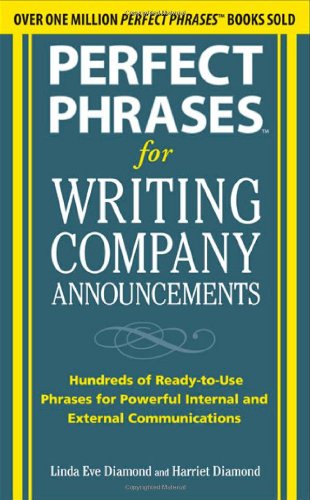 OVER ONE MILLION PERFECT PHRASES™ BOOKS SOLD
PERFECT
PHRASES™
for
WRITING
COMPANY
ANNOUNCEMENTS
Hundreds of Ready-to-Use
Phrases for Powerful Internal and
External Communications
Linda Eve Diamond and Harriet Diamond